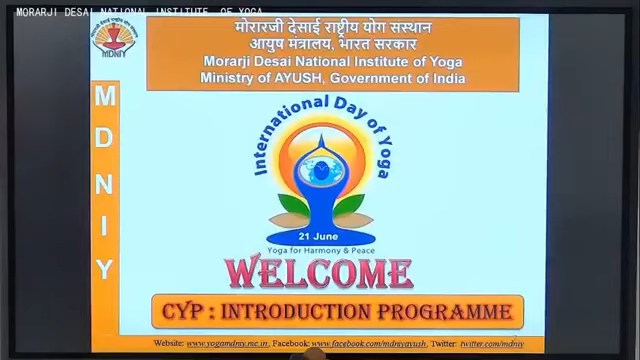 MORARJI DESAI NATIONAL INSTITUTE OF YOGA
मोरारजी देसाई राष्ट्रीय योग संस्थान
आयुष मंत्रालय, भारत सरकार
Morarji Desai National Institute of Yoga
Ministry of AYUSH, Government of India
MDNIY
M
D
N
I
Y
International Day of Yoga
21 June
Yoga for Harmony & Peace
WELCOME
CYP : INTRODUCTION PROGRAMME
Website: www.yogamdniy.nic.in, Facebook: www.facebook.com/mdniyayush, Twitter: twitter.com/mdniy